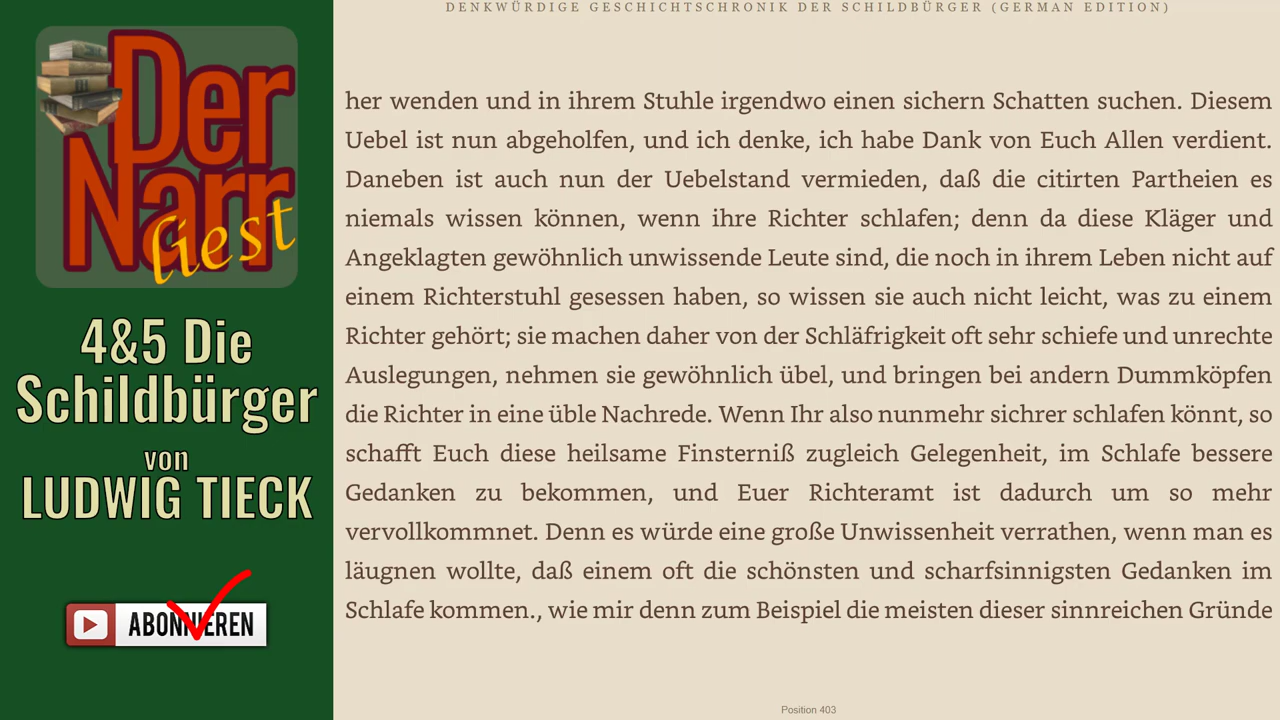 Der
Narr
liest
4&5 Die
Schildbürger
von
LUDWIG TIECK
ABONNIEREN
DENKWÜRDIGE GESCHICHTSCHRONIK DER SCHILDBÜRGER (GERMAN EDITION)
her wenden und in ihrem Stuhle irgendwo einen sichern Schatten suchen. Diesem
Uebel ist nun abgeholfen, und ich denke, ich habe Dank von Euch Allen verdient.
Daneben ist auch nun der Uebelstand vermieden, daß die citirten Partheien es
niemals wissen können, wenn ihre Richter schlafen; denn da diese Kläger und
Angeklagten gewöhnlich unwissende Leute sind, die noch in ihrem Leben nicht auf
einem Richterstuhl gesessen haben, so wissen sie auch nicht leicht, was zu einem
Richter gehört; sie machen daher von der Schläfrigkeit oft sehr schiefe und unrechte
Auslegungen, nehmen sie gewöhnlich übel, und bringen bei andern Dummköpfen
die Richter in eine üble Nachrede. Wenn Ihr also nunmehr sichrer schlafen könnt, so
schafft Euch diese heilsame Finsterniß zugleich Gelegenheit, im Schlafe bessere
Gedanken zu bekommen, und Euer Richteramt ist dadurch um so mehr
vervollkommnet. Denn es würde eine große Unwissenheit verrathen, wenn man es
läugnen wollte, daß einem oft die schönsten und scharfsinnigsten Gedanken im
Schlafe kommen., wie mir denn zum Beispiel die meisten dieser sinnreichen Gründe
Position 403